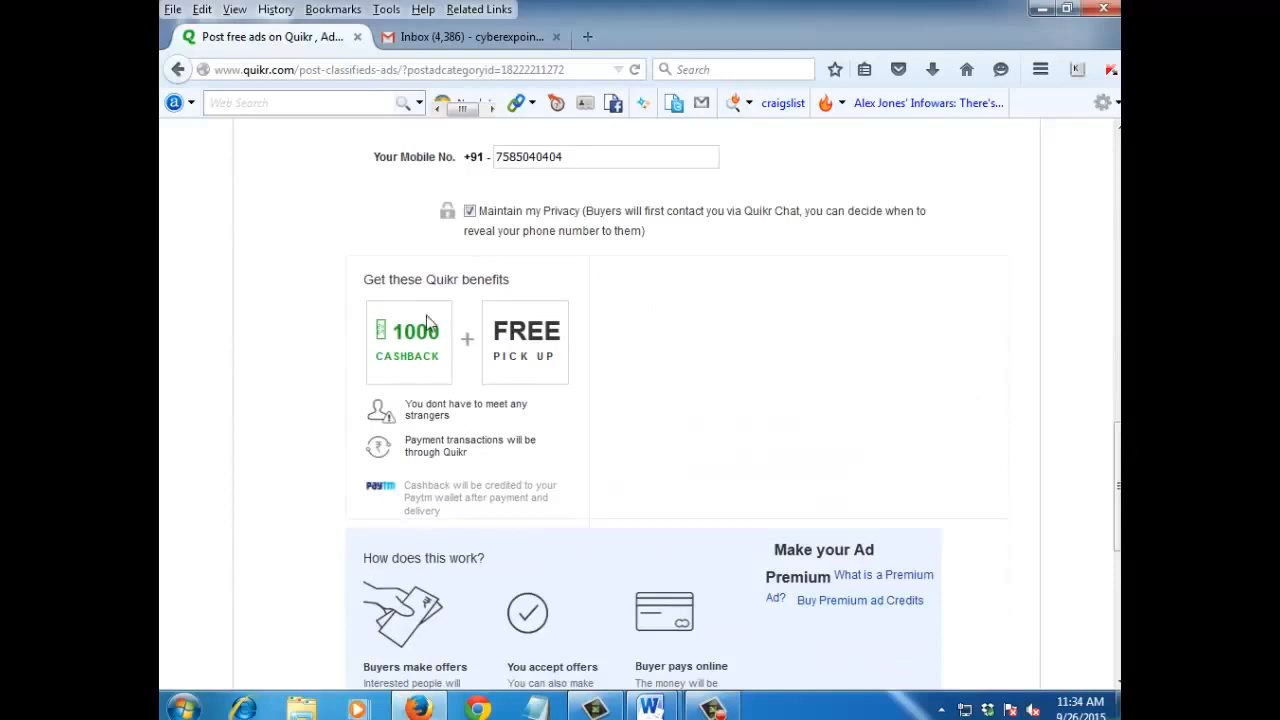 File Edit View History Bookmarks Tools Help Related Links
Post free ads on Quikr , Ad...
Inbox (4,386) - cyberexpoin...
www.quikr.com/post-classifieds-ads/?postadcategoryid=18222211272
Search
Web Search
craigslist
Alex Jones' Infowars: There's...
Your Mobile No. +91 - 7585040404
Maintain my Privacy (Buyers will first contact you via Quikr Chat, you can decide when to
reveal your phone number to them)
Get these Quikr benefits
1000
CASHBACK
+
FREE
PICK UP
You dont have to meet any
strangers
Payment transactions will be
through Quikr
Paytm
Cashback will be credited to your
Paytm wallet after payment and
delivery
How does this work?
Make your Ad
Premium What is a Premium
Ad? Buy Premium ad Credits
Buyers make offers
Interested people will
You accept offers
You can also make
Buyer pays online
The money will be
11:34 AM
9/26/2015